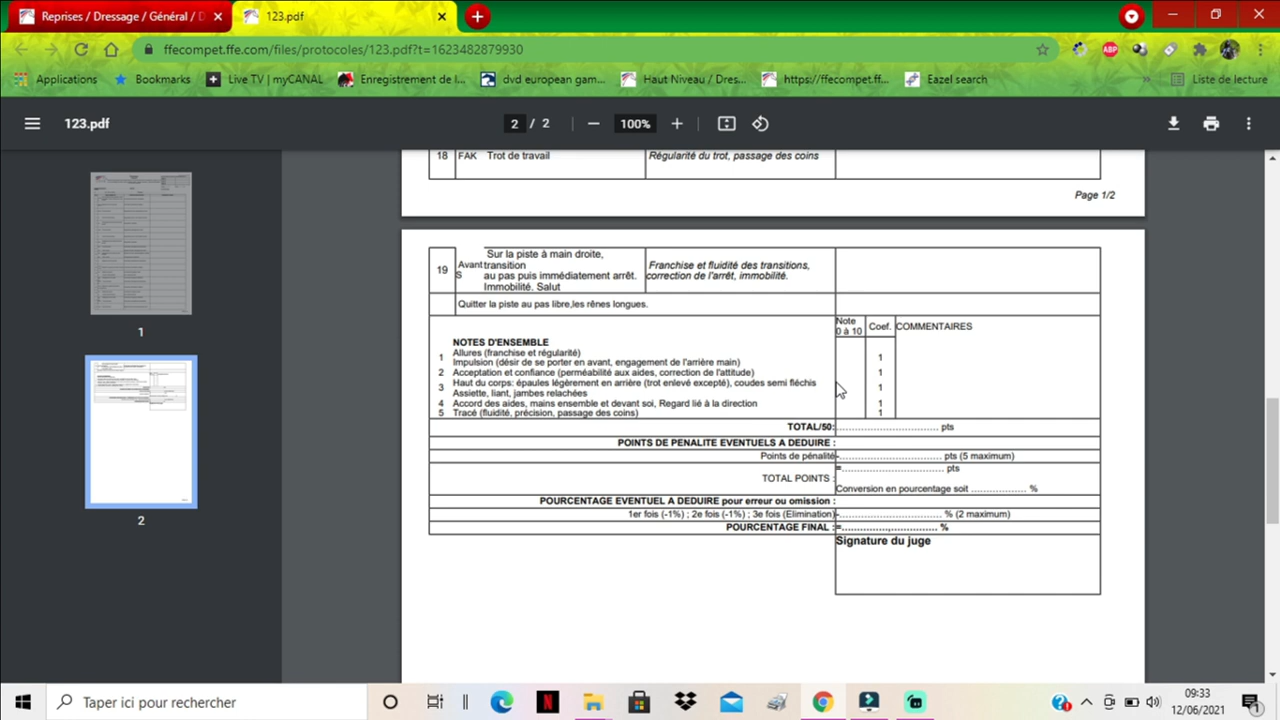 Reprises / Dressage / Général / D
123.pdf
ffecompet.ffe.com/files/protocoles/123.pdf?t=1623482879930
ABP
Applications
Bookmarks
Live TV | myCANAL
Enregistrement de l...
dvd european gam...
Haut Niveau / Dres...
https://ffecompet.ff...
Eazel search
»
Liste de lecture
123.pdf
2 / 2
100%
18 FAK Trot de travail Régularité du trot, passage des coins
Page 1/2
19 Avant S
Sur la piste à main droite,
transition
au pas puis immédiatement arrêt.
Immobilité. Salut
Franchise et fluidité des transitions,
correction de l'arrêt, immobilité.
Quitter la piste au pas libre,les rênes longues.
Note
0 à 10
Coef.
COMMENTAIRES
NOTES D'ENSEMBLE
Allures (franchise et régularité)
1 Impulsion (désir de se porter en avant, engagement de l'arrière main) 1
2 Acceptation et confiance (perméabilité aux aides, correction de l'attitude) 1
3 Haut du corps: épaules légèrement en arrière (trot enlevé excepté), coudes semi fléchis 1
Assiette, liant, jambes relachées
4 Accord des aides, mains ensemble et devant soi, Regard lié à la direction 1
5 Tracé (fluidité, précision, passage des coins) 1
TOTAL/50: .............................. pts
POINTS DE PENALITE EVENTUELS A DEDUIRE :
Points de pénalité -.............................. pts (5 maximum)
TOTAL POINTS : =.............................. pts
Conversion en pourcentage soit .................. %
POURCENTAGE EVENTUEL A DEDUIRE pour erreur ou omission :
1er fois (-1%) ; 2e fois (-1%) ; 3e fois (Elimination) -.............................. % (2 maximum)
POURCENTAGE FINAL : =..............,............... %
Signature du juge
1
2
Taper ici pour rechercher
09:33
12/06/2021
1